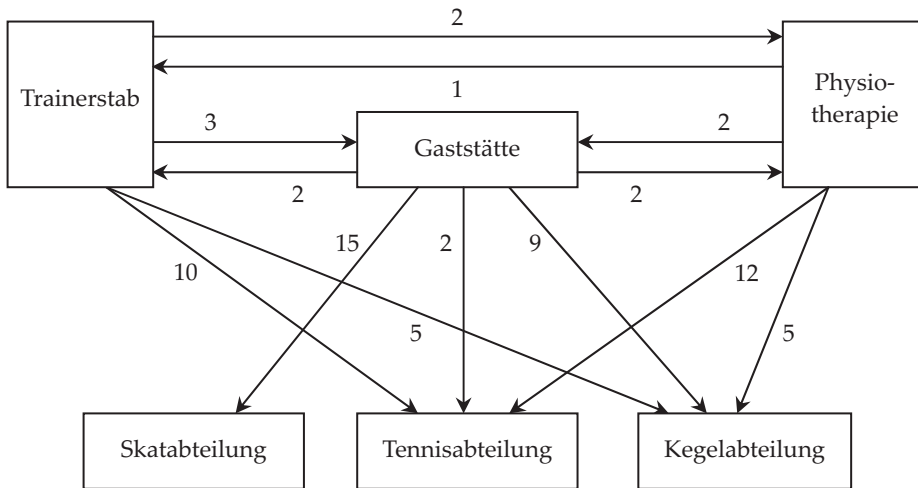 2
Trainerstab
Physio-
therapie
1
3
2
Gaststätte
2
2
15
2
9
10
12
5
5
Skatabteilung
Tennisabteilung
Kegelabteilung